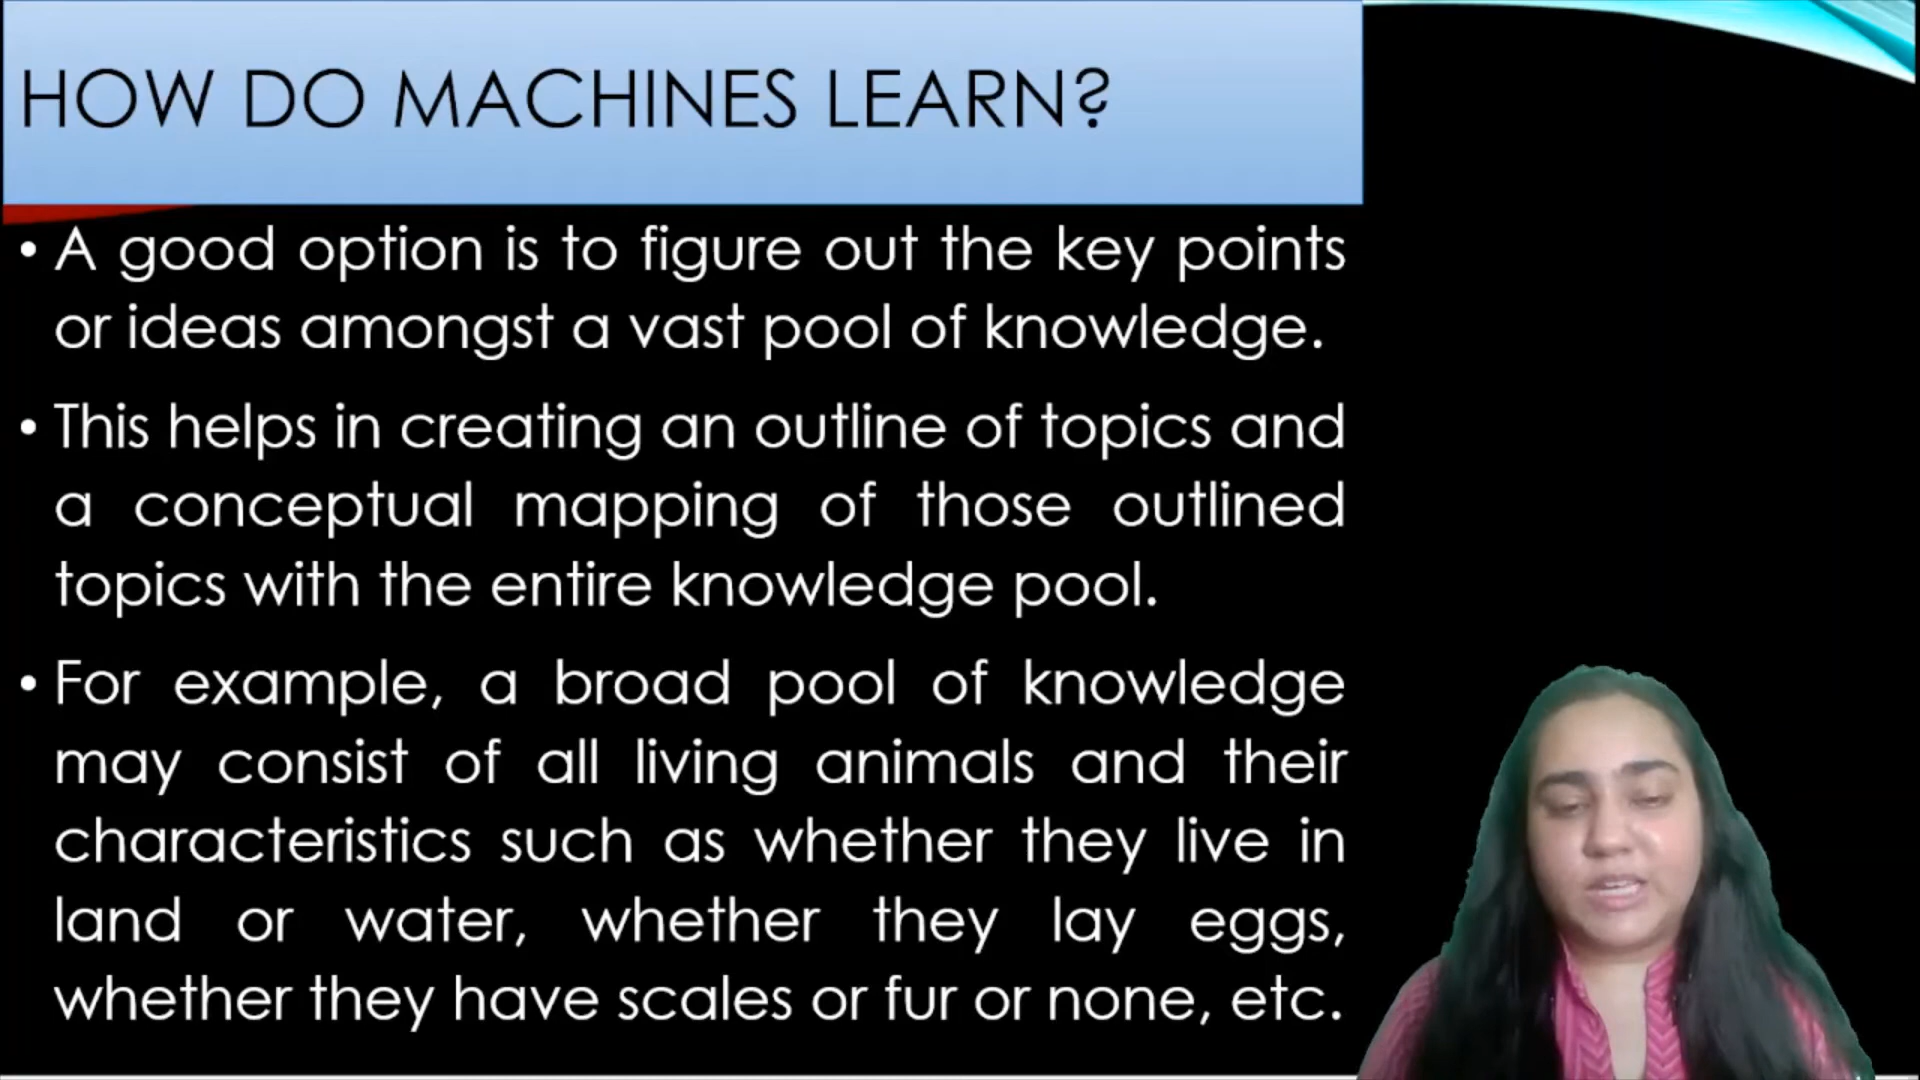 HOW DO MACHINES LEARN?
• A good option is to figure out the key points
or ideas amongst a vast pool of knowledge.
• This helps in creating an outline of topics and
a conceptual mapping of those outlined
topics with the entire knowledge pool.
• For example, a broad pool of knowledge
may consist of all living animals and their
characteristics such as whether they live in
land or water, whether they lay eggs,
whether they have scales or fur or none, etc.